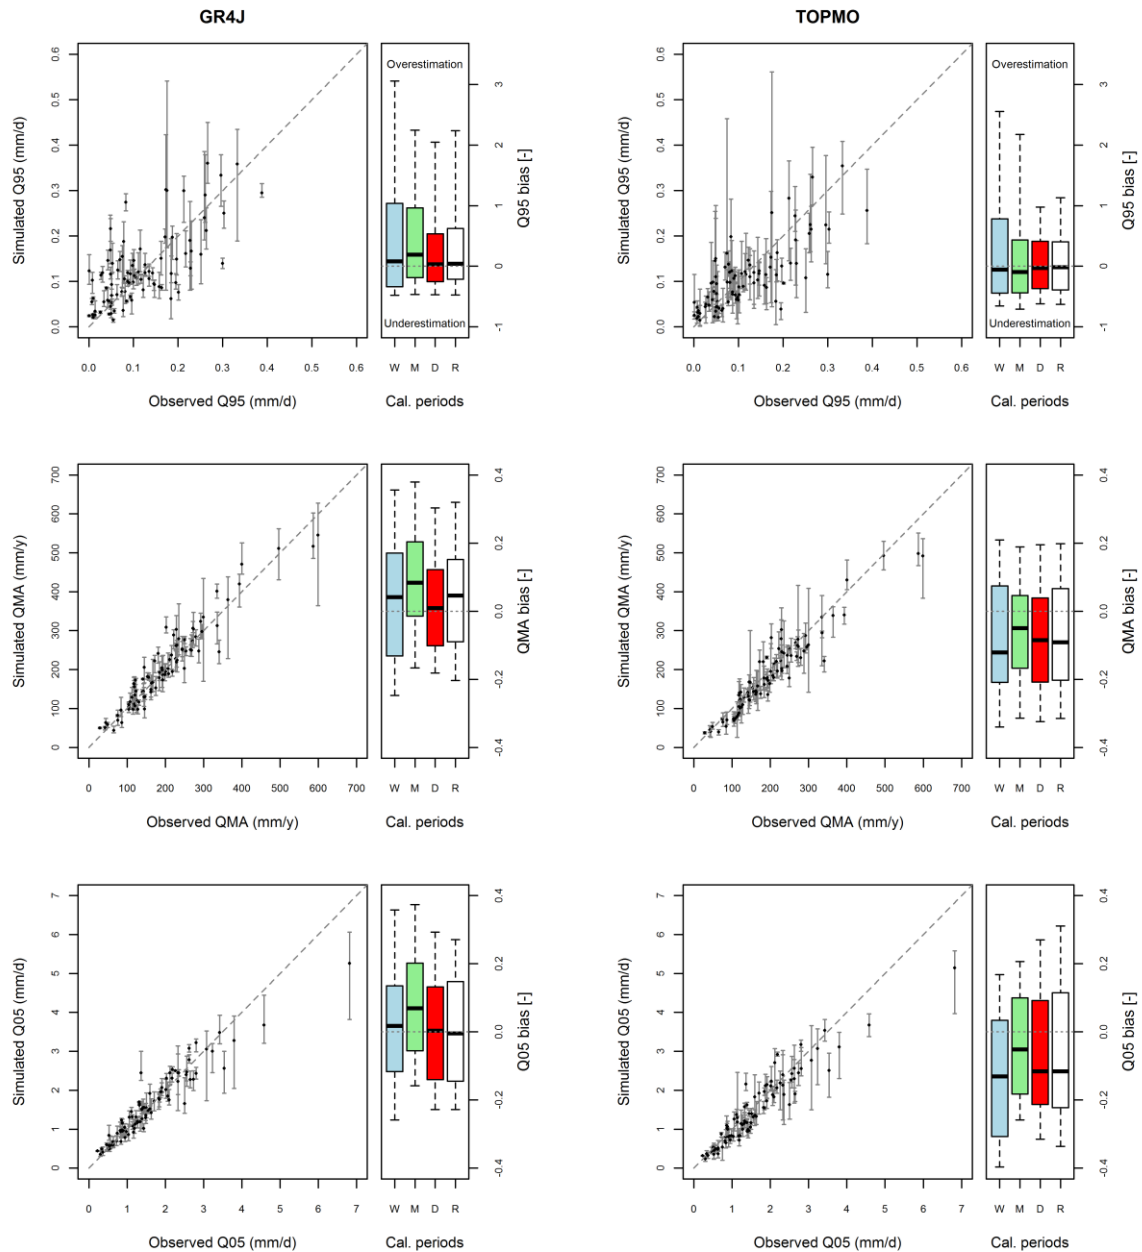 GR4J
TOPMO
Simulated Q95 (mm/d)
0.0 0.1 0.2 0.3 0.4 0.5 0.6
0.0 0.1 0.2 0.3 0.4 0.5 0.6
Observed Q95 (mm/d)
Overestimation
Underestimation
W M D R
Cal. periods
-1 0 1 2 3
Q95 bias [-]
Simulated Q95 (mm/d)
0.0 0.1 0.2 0.3 0.4 0.5 0.6
0.0 0.1 0.2 0.3 0.4 0.5 0.6
Observed Q95 (mm/d)
Overestimation
Underestimation
W M D R
Cal. periods
-1 0 1 2 3
Q95 bias [-]
Simulated QMA (mm/y)
0 100 200 300 400 500 600 700
0 100 200 300 400 500 600 700
Observed QMA (mm/y)
W M D R
Cal. periods
-0.4 -0.2 0.0 0.2 0.4
QMA bias [-]
Simulated QMA (mm/y)
0 100 200 300 400 500 600 700
0 100 200 300 400 500 600 700
Observed QMA (mm/y)
W M D R
Cal. periods
-0.4 -0.2 0.0 0.2 0.4
QMA bias [-]
Simulated Q05 (mm/d)
0 1 2 3 4 5 6 7
0 1 2 3 4 5 6 7
Observed Q05 (mm/d)
W M D R
Cal. periods
-0.4 -0.2 0.0 0.2 0.4
Q05 bias [-]
Simulated Q05 (mm/d)
0 1 2 3 4 5 6 7
0 1 2 3 4 5 6 7
Observed Q05 (mm/d)
W M D R
Cal. periods
-0.4 -0.2 0.0 0.2 0.4
Q05 bias [-]